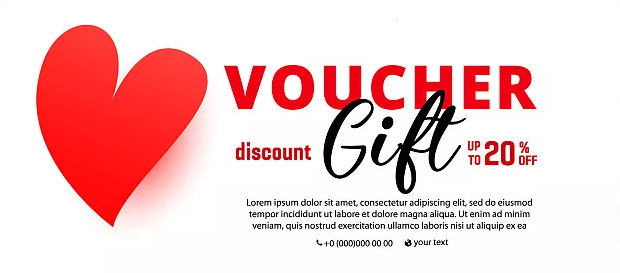 VOUCHER
Gift
discount
UP TO 20% OFF
Lorem ipsum dolor sit amet, consectetur adipiscing elit, sed do eiusmod
tempor incididunt ut labore et dolore magna aliqua. Ut enim ad minim
veniam, quis nostrud exercitation ullamco laboris nisi ut aliquip ex ea
+0 (000)000 00 00 your text